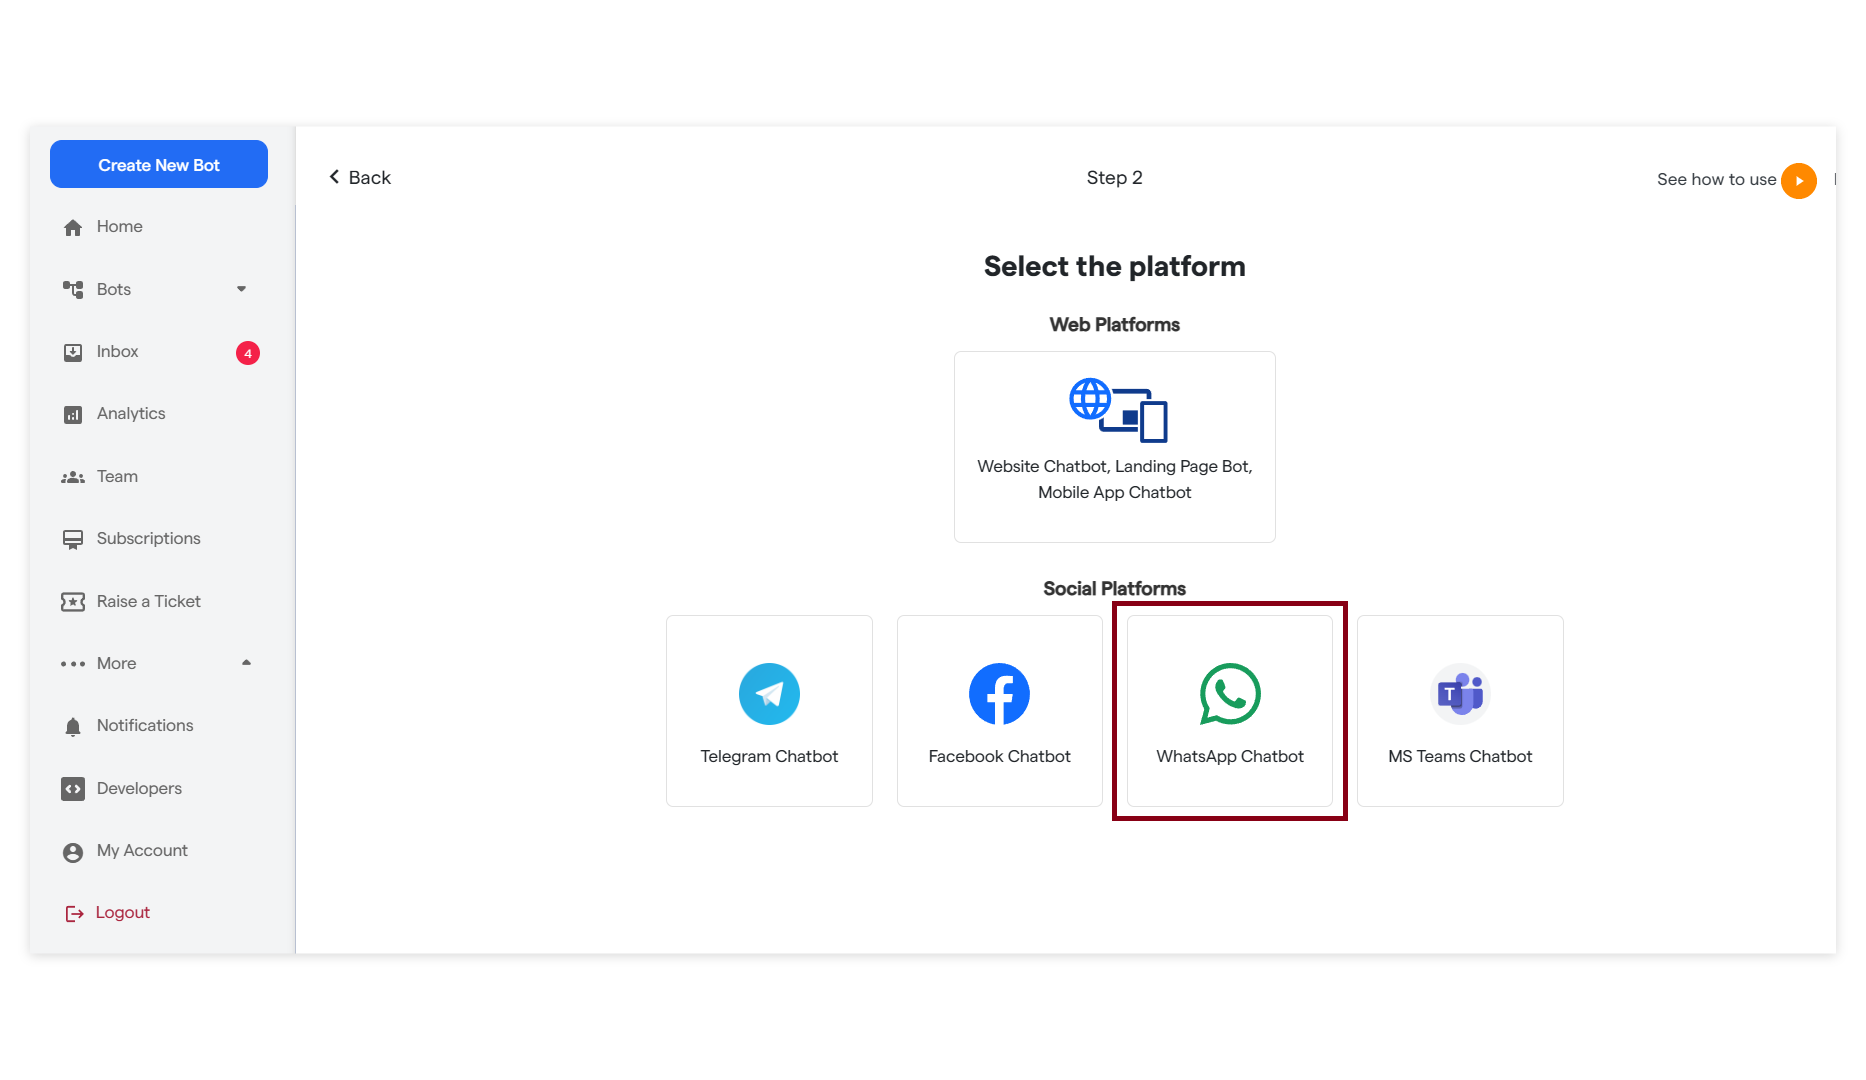 Create New Bot
Home
Bots
Inbox
4
Analytics
Team
Subscriptions
Raise a Ticket
More
Notifications
Developers
My Account
Logout
Back
Step 2
See how to use
Select the platform
Web Platforms
Website Chatbot, Landing Page Bot,
Mobile App Chatbot
Social Platforms
Telegram Chatbot
Facebook Chatbot
WhatsApp Chatbot
T
MS Teams Chatbot